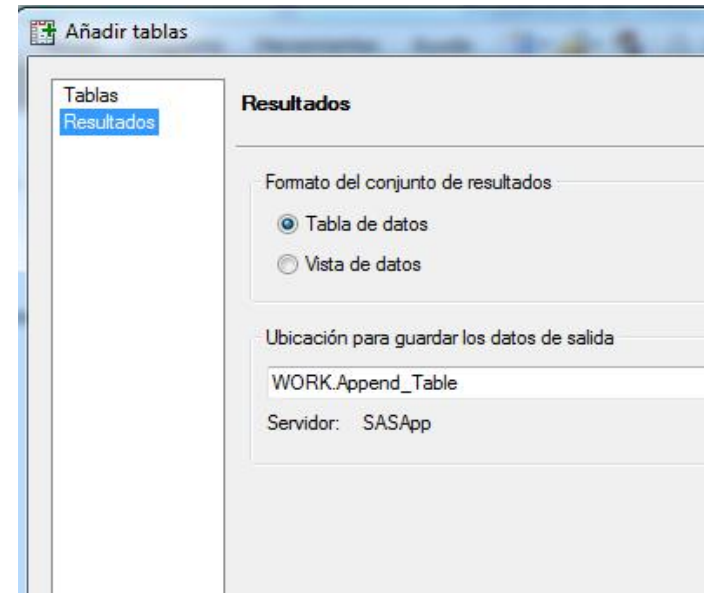 Añadir tablas
Tablas
Resultados
Resultados
Formato del conjunto de resultados
Tabla de datos
Vista de datos
Ubicación para guardar los datos de salida
WORK.Append_Table
Servidor: SASApp